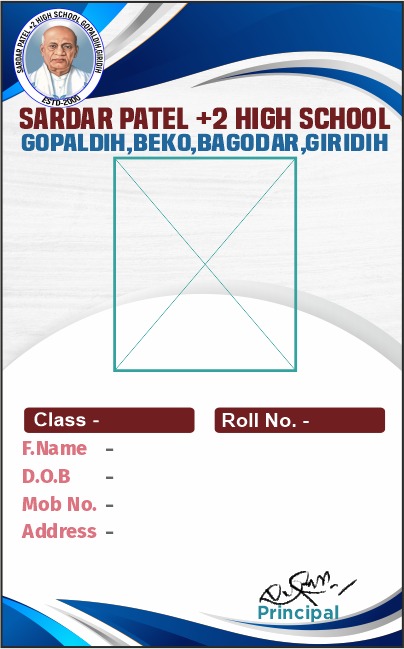 SARDAR PATEL +2 HIGH SCHOOL GOPALDIH,GIRIDIH
ESTD-2000
SARDAR PATEL +2 HIGH SCHOOL
GOPALDIH,BEKO,BAGODAR,GIRIDIH
Class -
Roll No. -
F.Name -
D.O.B -
Mob No. -
Address -
Principal